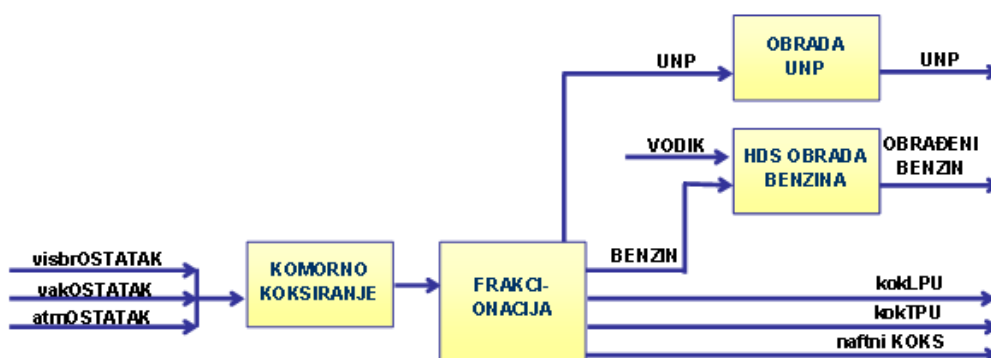 UNP
OBRADA
UNP
UNP
VODIK
HDS OBRADA
BENZINA
OBRAĐENI
BENZIN
visbrOSTATAK
vakOSTATAK
atmOSTATAK
KOMORNO
KOKSIRANJE
FRAKCI-
ONACIJA
BENZIN
kokLPU
kokTPU
naftni KOKS